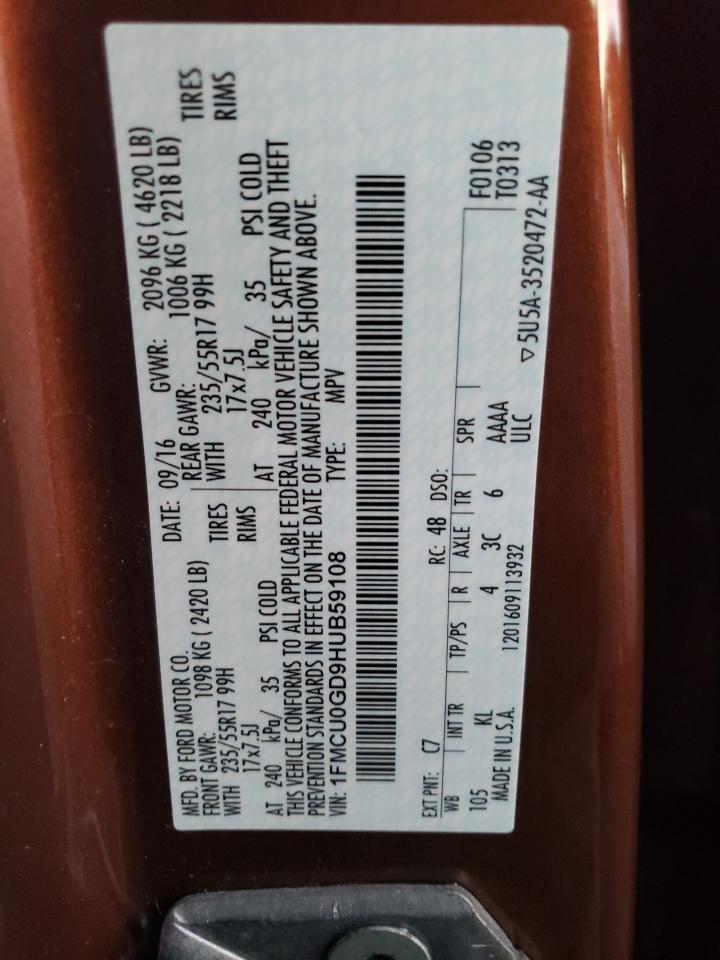 MFD. BY FORD MOTOR CO. DATE: 09/16 GVWR: 2096 KG ( 4620 LB)
FRONT GAWR: 1098 KG ( 2420 LB) REAR GAWR: 1006 KG ( 2218 LB)
WITH 235/55R17 99H TIRES WITH 235/55R17 99H TIRES
17x7.5J RIMS 17x7.5J RIMS
AT 240 kPa/ 35 PSI COLD AT 240 kPa/ 35 PSI COLD
THIS VEHICLE CONFORMS TO ALL APPLICABLE FEDERAL MOTOR VEHICLE SAFETY AND THEFT
PREVENTION STANDARDS IN EFFECT ON THE DATE OF MANUFACTURE SHOWN ABOVE.
VIN: 1FMCU0GD9HUB59108 TYPE: MPV
EXT PNT: C7 RC: 48 DSO: F0106
T0313
WB INT TR TP/PS R AXLE TR SPR
105 KL 4 3C 6 AAAA
MADE IN U.S.A. 1201609113932 ULC ▽5U5A-3520472-AA